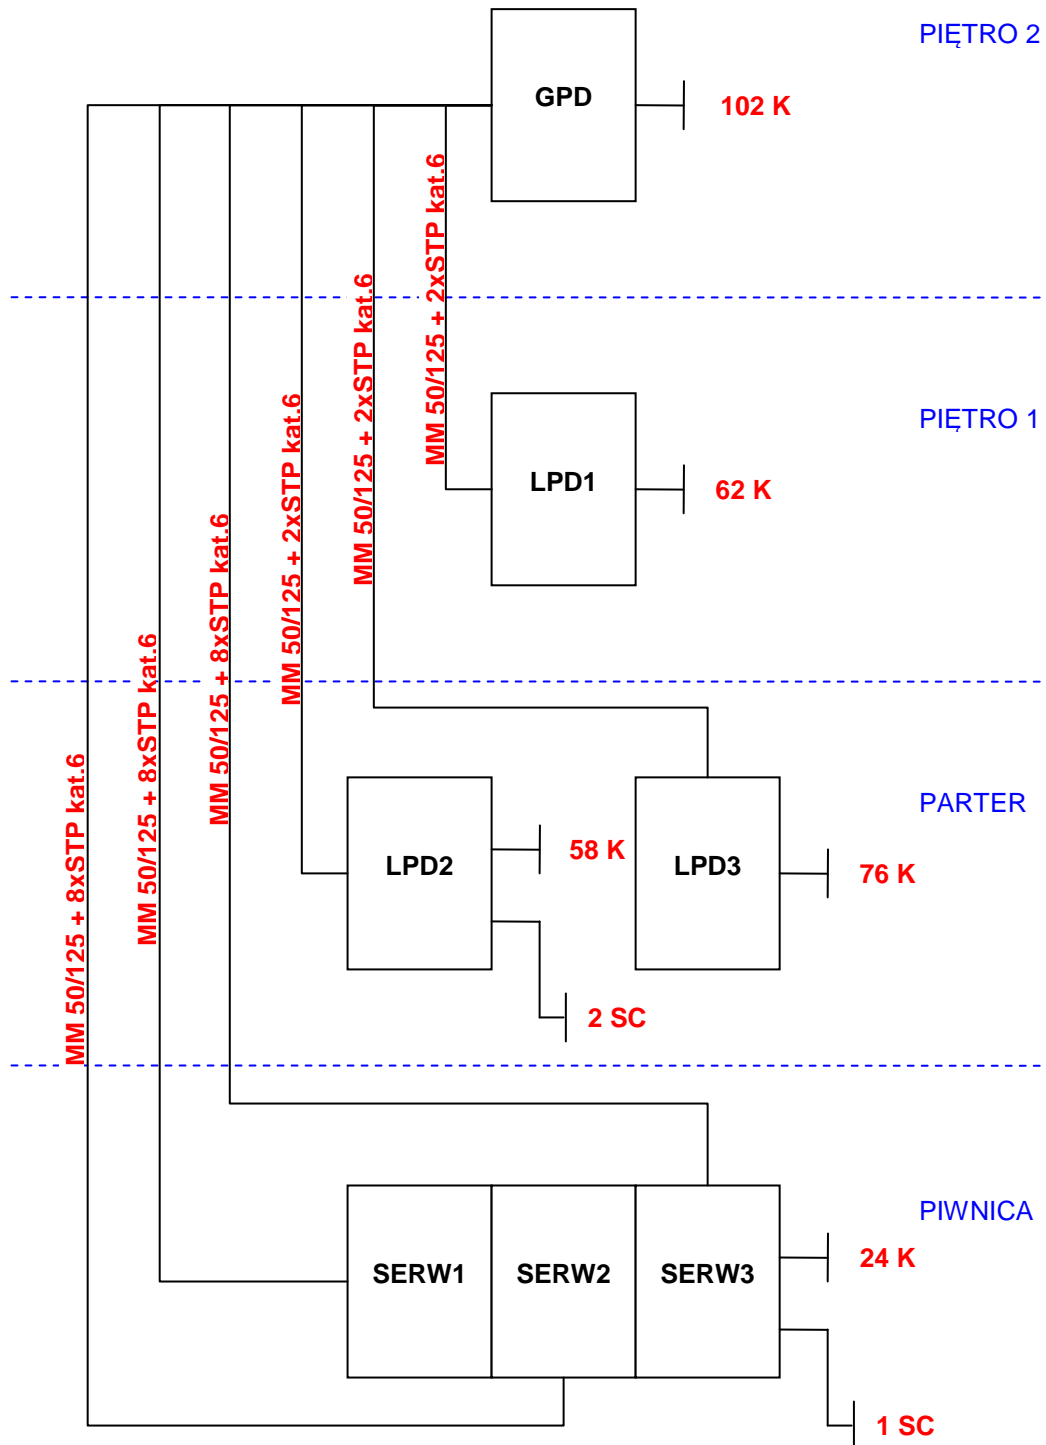 PIĘTRO 2
GPD
102 K
MM 50/125 + 2xSTP kat.6
MM 50/125 + 2xSTP kat.6
MM 50/125 + 2xSTP kat.6
MM 50/125 + 8xSTP kat.6
MM 50/125 + 8xSTP kat.6
MM 50/125 + 8xSTP kat.6
PIĘTRO 1
LPD1
62 K
PARTER
LPD2
58 K
LPD3
76 K
2 SC
PIWNICA
SERW1
SERW2
SERW3
24 K
1 SC